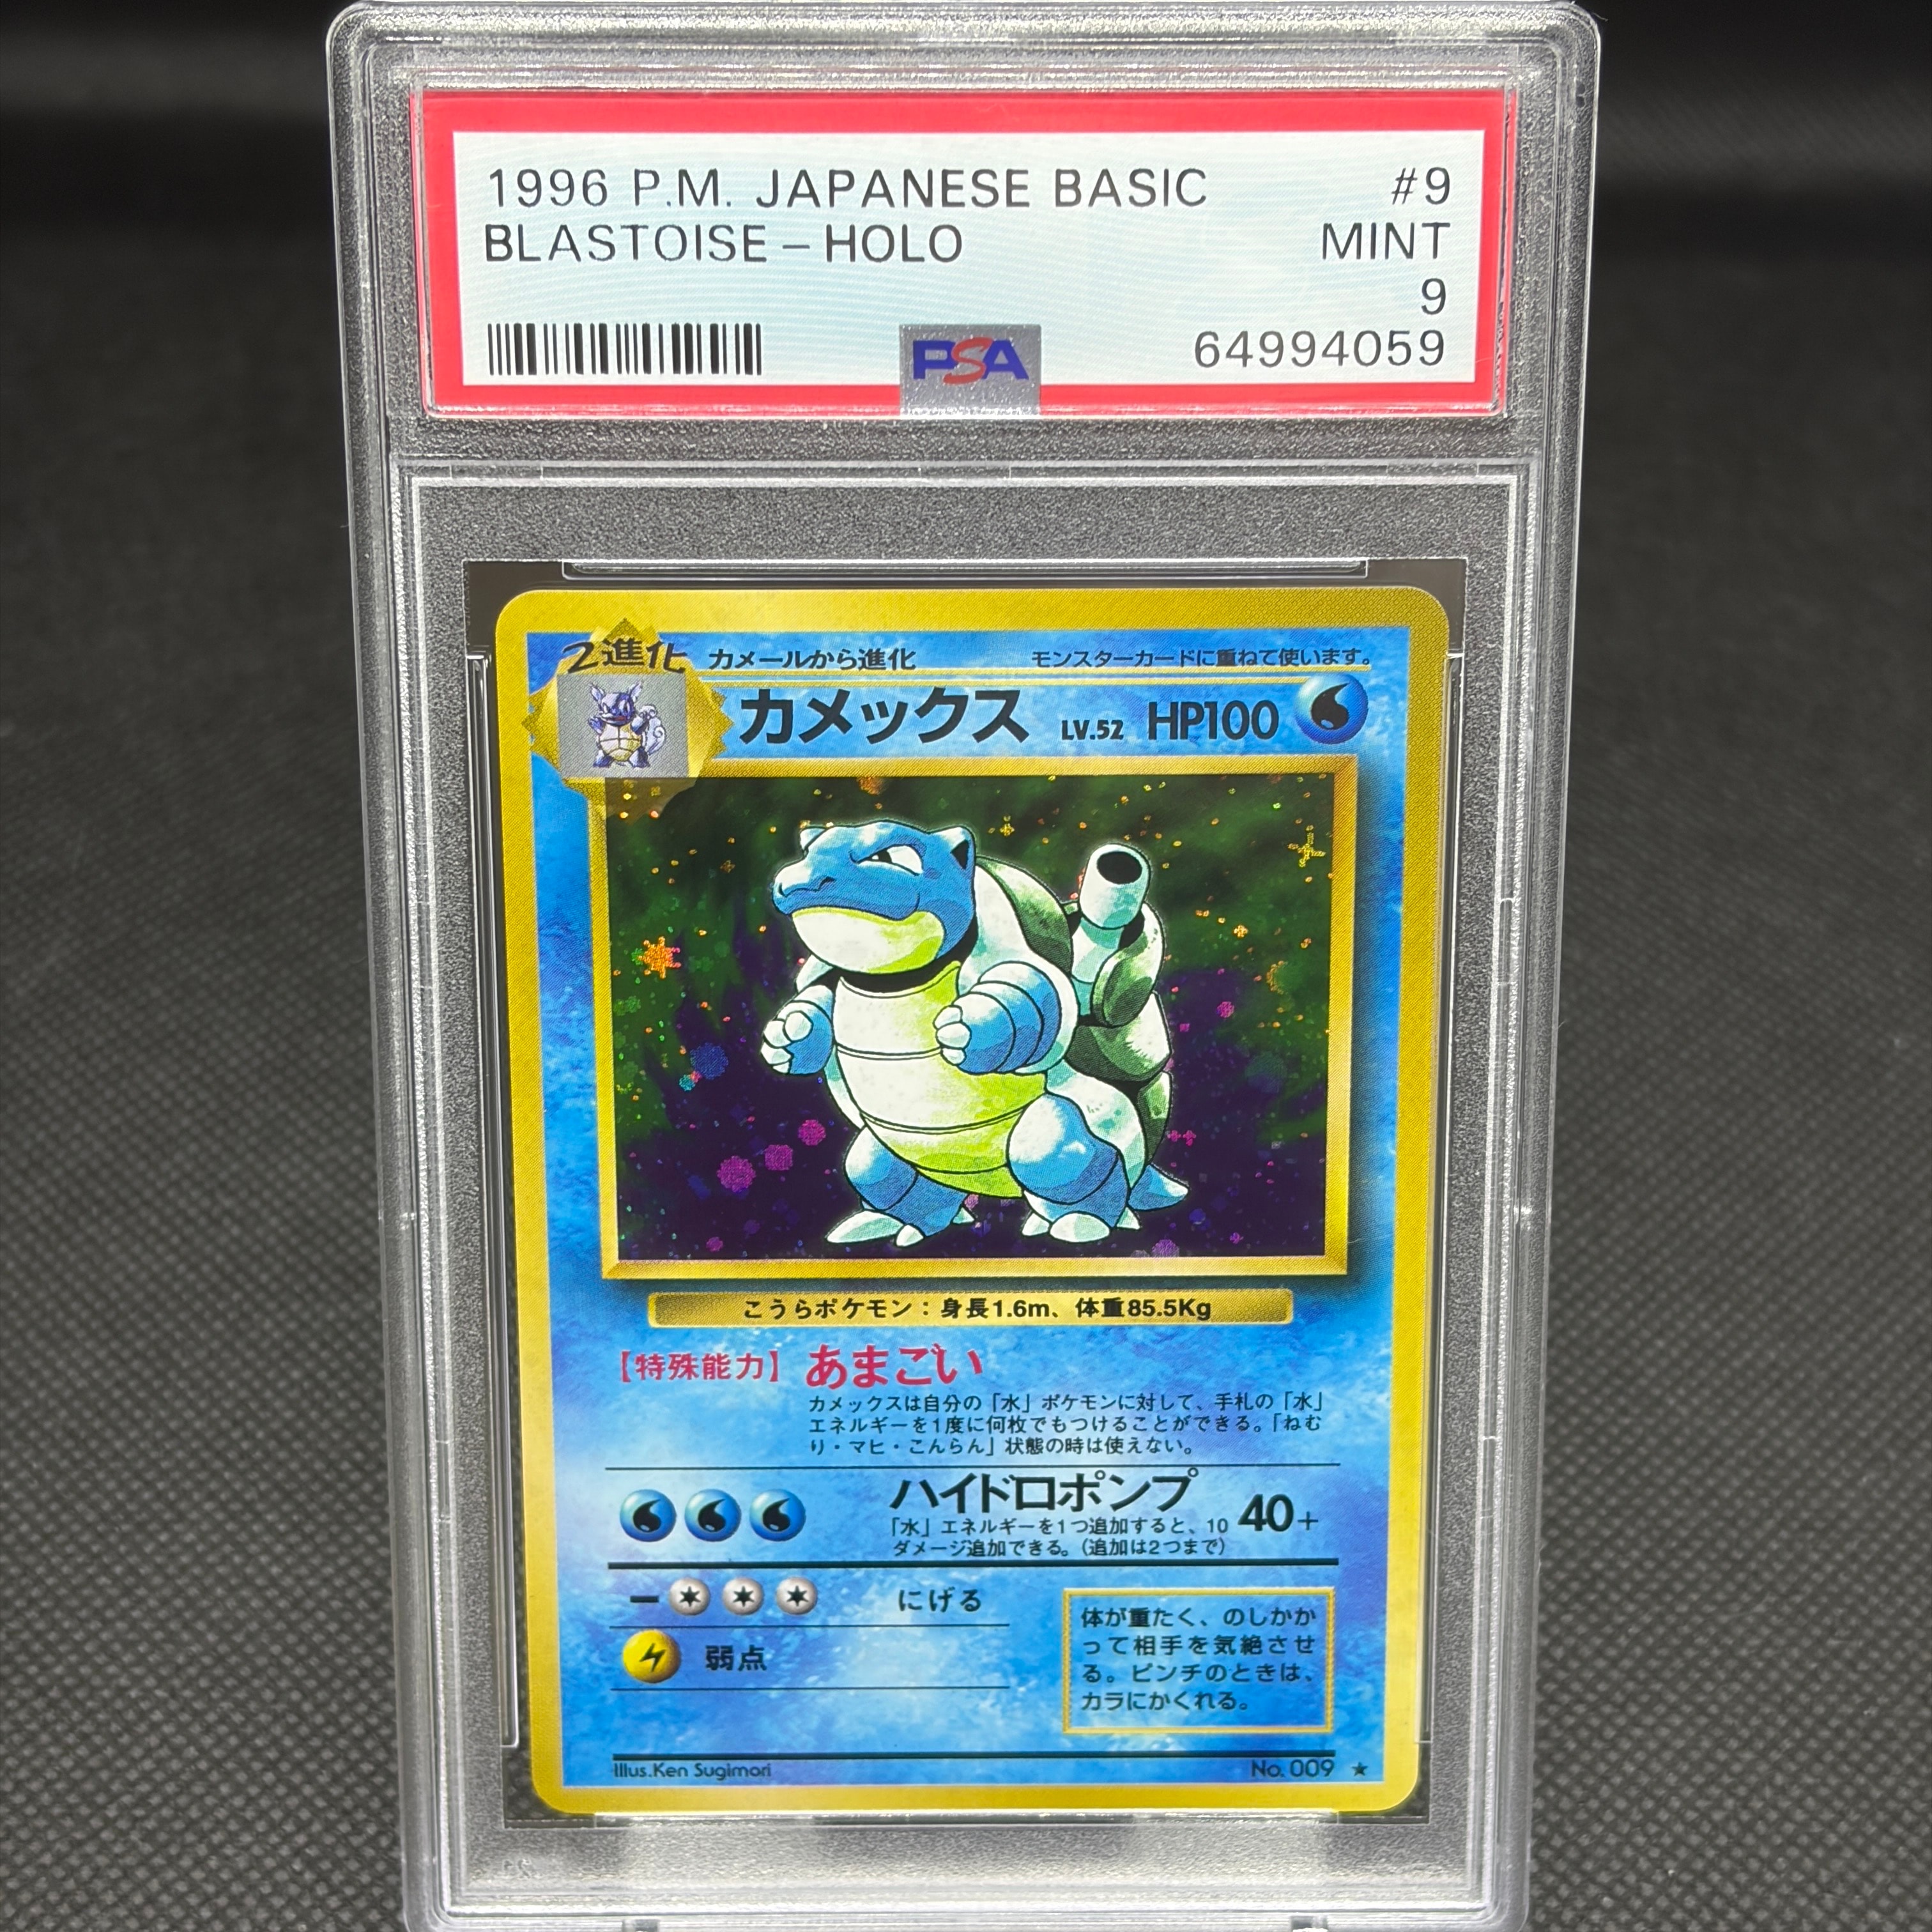 1996 P.M. JAPANESE BASIC #9
BLASTOISE – HOLO MINT
9
PSA 64994059
2進化 カメールから進化 モンスターカードに重ねて使います。
カメックス LV.52 HP100
こうらポケモン：身長1.6m、体重85.5Kg
【特殊能力】 あまごい
カメックスは自分の「水」ポケモンに対して、手札の「水」
エネルギーを1度に何枚でもつけることができる。「ねむ
り・マヒ・こんらん」状態の時は使えない。
ハイドロポンプ 40+
「水」エネルギーを1つ追加すると、10
ダメージ追加できる。（追加は2つまで）
にげる
弱点
体が重たく、のしかか
って相手を気絶させ
る。ピンチのときは、
カラにかくれる。
Illus.Ken Sugimori No. 009 ★